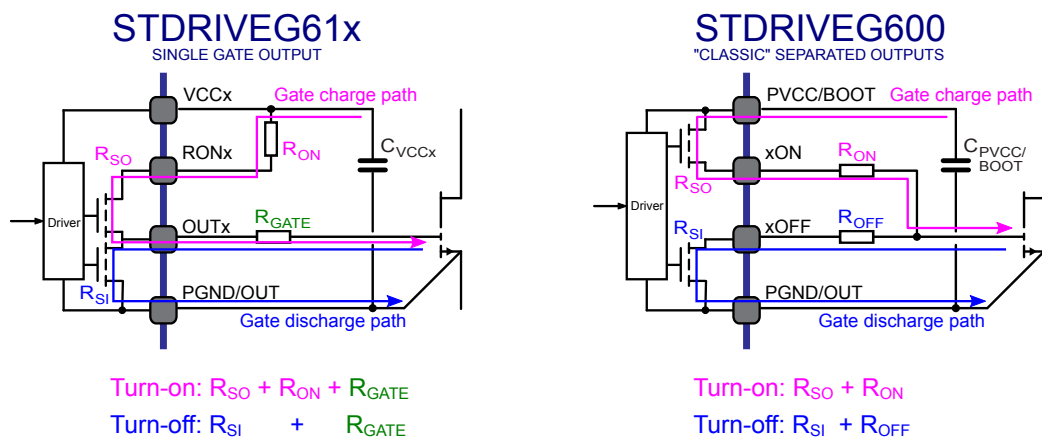 STDRIVEG61x
SINGLE GATE OUTPUT
VCCx
Gate charge path
RSO
RONx
RON
CVCCx
Driver
OUTx
RGATE
RSI
PGND/OUT
Gate discharge path
Turn-on: RSO + RON + RGATE
Turn-off: RSI + RGATE
STDRIVEG600
"CLASSIC" SEPARATED OUTPUTS
PVCC/BOOT
Gate charge path
xON
RON
CPVCC/
BOOT
RSO
Driver
RSI
xOFF
ROFF
PGND/OUT
Gate discharge path
Turn-on: RSO + RON
Turn-off: RSI + ROFF